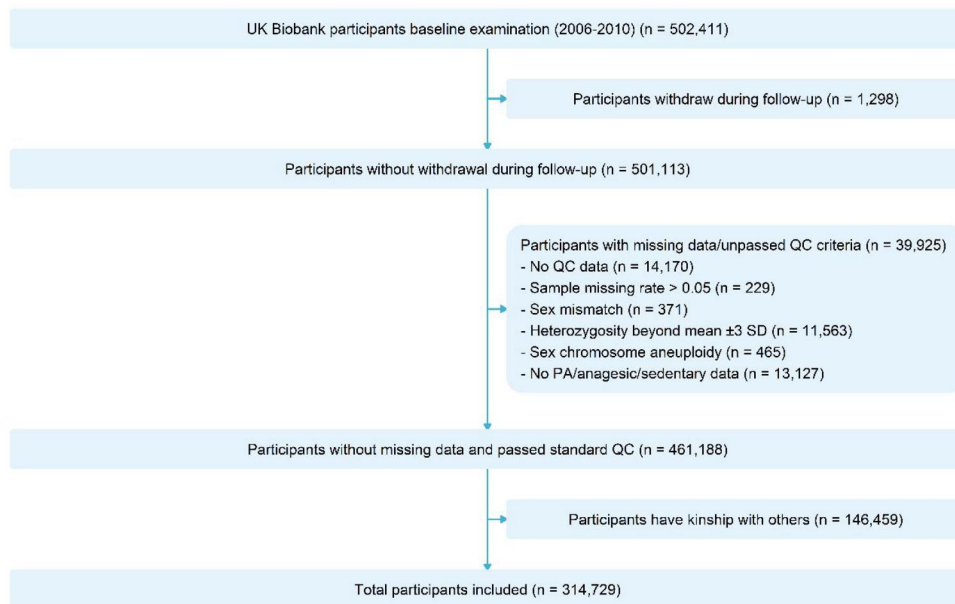 UK Biobank participants baseline examination (2006-2010) (n = 502,411)
Participants withdraw during follow-up (n = 1,298)
Participants without withdrawal during follow-up (n = 501,113)
Participants with missing data/unpassed QC criteria (n = 39,925)
- No QC data (n = 14,170)
- Sample missing rate > 0.05 (n = 229)
- Sex mismatch (n = 371)
- Heterozygosity beyond mean ±3 SD (n = 11,563)
- Sex chromosome aneuploidy (n = 465)
- No PA/anagesic/sedentary data (n = 13,127)
Participants without missing data and passed standard QC (n = 461,188)
Participants have kinship with others (n = 146,459)
Total participants included (n = 314,729)